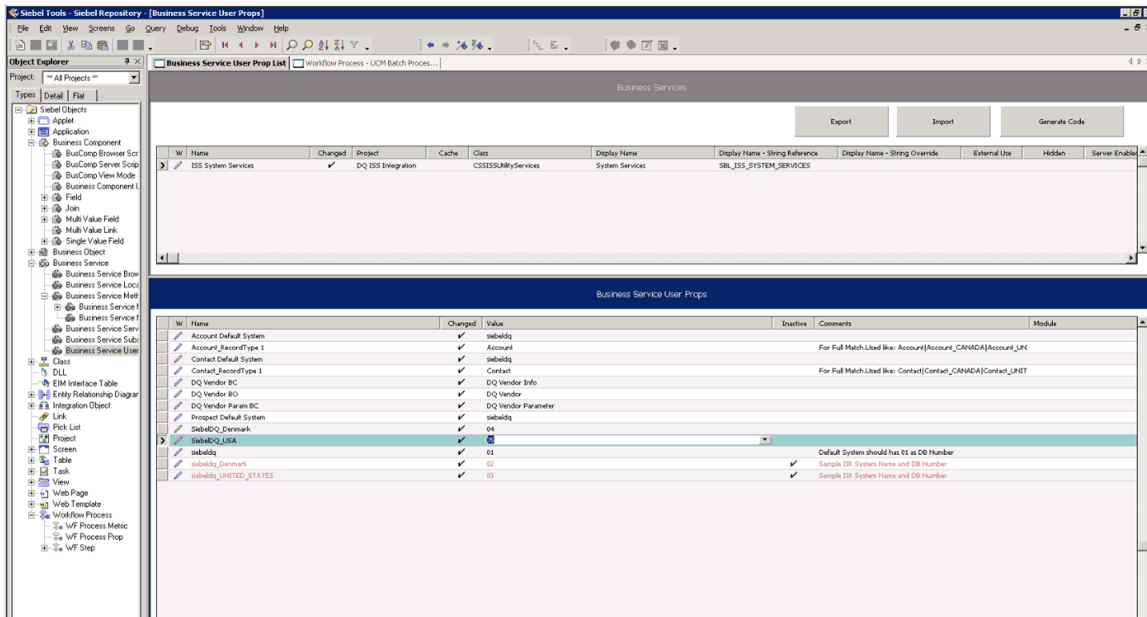 Siebel Tools - Siebel Repository - [Business Service User Props]
File Edit View Screens Go Query Debug Tools Window Help
Object Explorer
Business Service User Prop List
Workflow Process - UCM Batch Proces...
Project: ** All Projects **
Business Services
Types Detail Flat
Export Import Generate Code
Siebel Objects
Applet
Application
Business Component
BusComp Browser Scr
BusComp Server Scrip
BusComp View Mode
Business Component U
Field
Join
Multi Value Field
Multi Value Link
Single Value Field
Business Object
Business Service
Business Service Brow
Business Service Loca
Business Service Meth
Business Service M
Business Service M
Business Service Serv
Business Service Subs
Business Service User
Class
DLL
EIM Interface Table
Entity Relationship Diagrar
Integration Object
Link
Pick List
Project
Screen
Table
Task
View
Web Page
Web Template
Workflow Process
WF Process Metric
WF Process Prop
WF Step
W Name Changed Project Cache Class Display Name Display Name - String Reference Display Name - String Override External Use Hidden Server Enabled
ISS System Services DQ ISS Integration CSSISSUtilityServices System Services SBL_ISS_SYSTEM_SERVICES
Business Service User Props
W Name Changed Value Inactive Comments Module
Account Default System siebeldq
Account_RecordType 1 Account For Full Match.Used like: Account|Account_CANADA|Account_UN
Contact Default System siebeldq
Contact_RecordType 1 Contact For Full Match.Used like: Contact|Contact_CANADA|Contact_UNIT
DQ Vendor BC DQ Vendor Info
DQ Vendor BO DQ Vendor
DQ Vendor Param BC DQ Vendor Parameter
Prospect Default System siebeldq
SiebelDQ_Denmark 04
SiebelDQ_USA
siebeldq 01 Default System should has 01 as DB Number
siebeldq_Denmark 02 Sample IIR System Name and DB Number
siebeldq_UNITED_STATES 03 Sample IIR System Name and DB Number